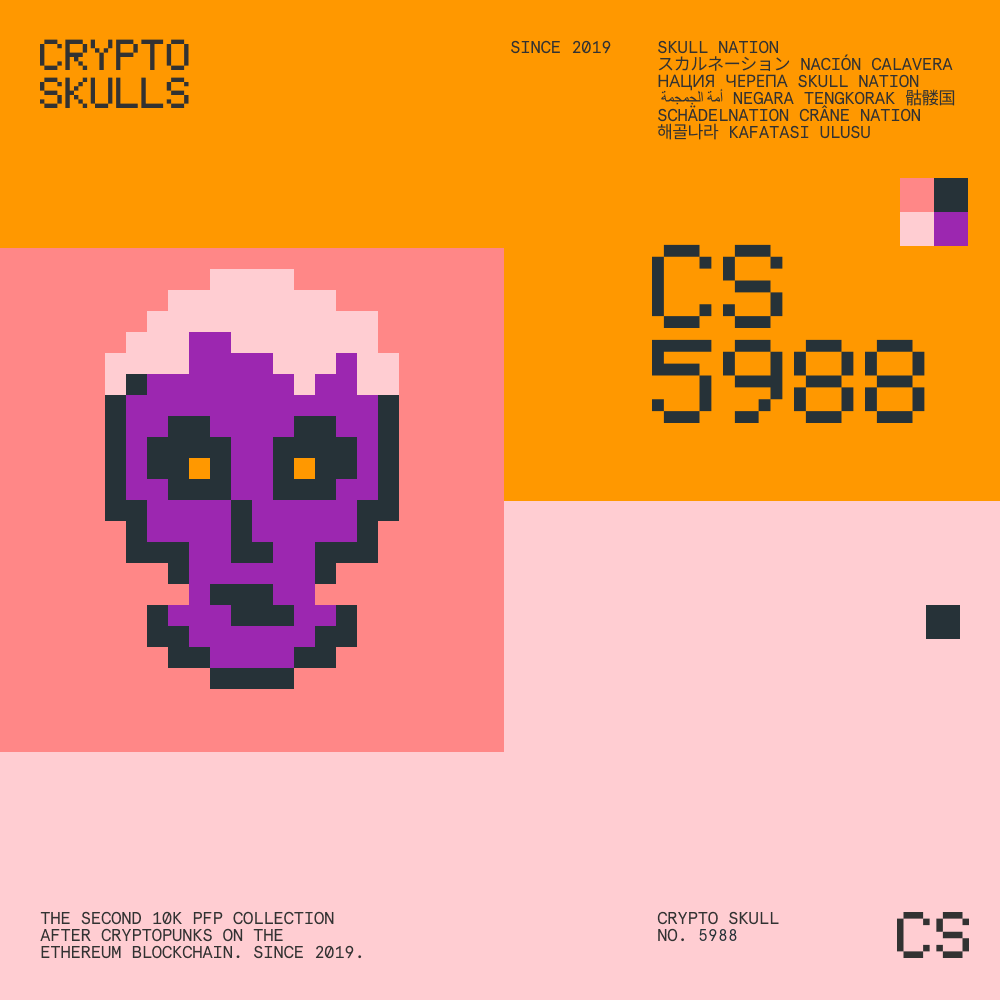 CRYPTO
SKULLS
SINCE 2019
SKULL NATION
スカルネーション NACIÓN CALAVERA
НАЦИЯ ЧЕРЕПА SKULL NATION
أمة الجمجمة NEGARA TENGKORAK 骷髅国
SCHÄDELNATION CRÂNE NATION
해골나라 KAFATASI ULUSU
CS
5988
THE SECOND 10K PFP COLLECTION
AFTER CRYPTOPUNKS ON THE
ETHEREUM BLOCKCHAIN. SINCE 2019.
CRYPTO SKULL
NO. 5988
CS